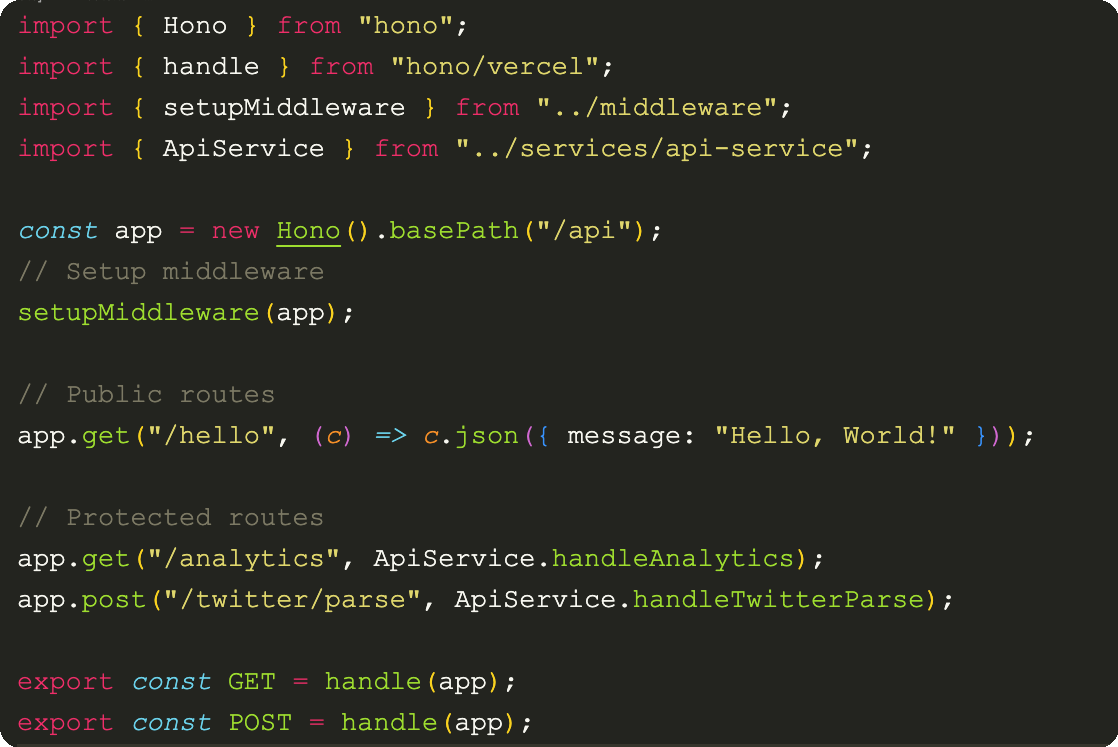 import { Hono } from "hono";
import { handle } from "hono/vercel";
import { setupMiddleware } from "../middleware";
import { ApiService } from "../services/api-service";
const app = new Hono().basePath("/api");
// Setup middleware
setupMiddleware(app);
// Public routes
app.get("/hello", (c) => c.json({ message: "Hello, World!" }));
// Protected routes
app.get("/analytics", ApiService.handleAnalytics);
app.post("/twitter/parse", ApiService.handleTwitterParse);
export const GET = handle(app);
export const POST = handle(app);